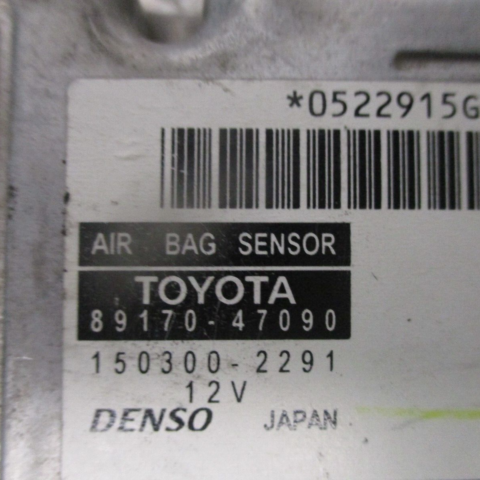 *0522915G
AIR BAG SENSOR
TOYOTA
89170-47090
150300-2291
12V
DENSO JAPAN